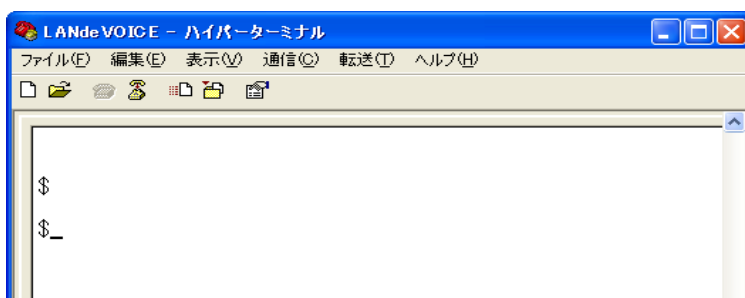 LANdeVOICE - ハイパーターミナル
ファイル(F) 編集(E) 表示(V) 通信(C) 転送(T) ヘルプ(H)
$
$_